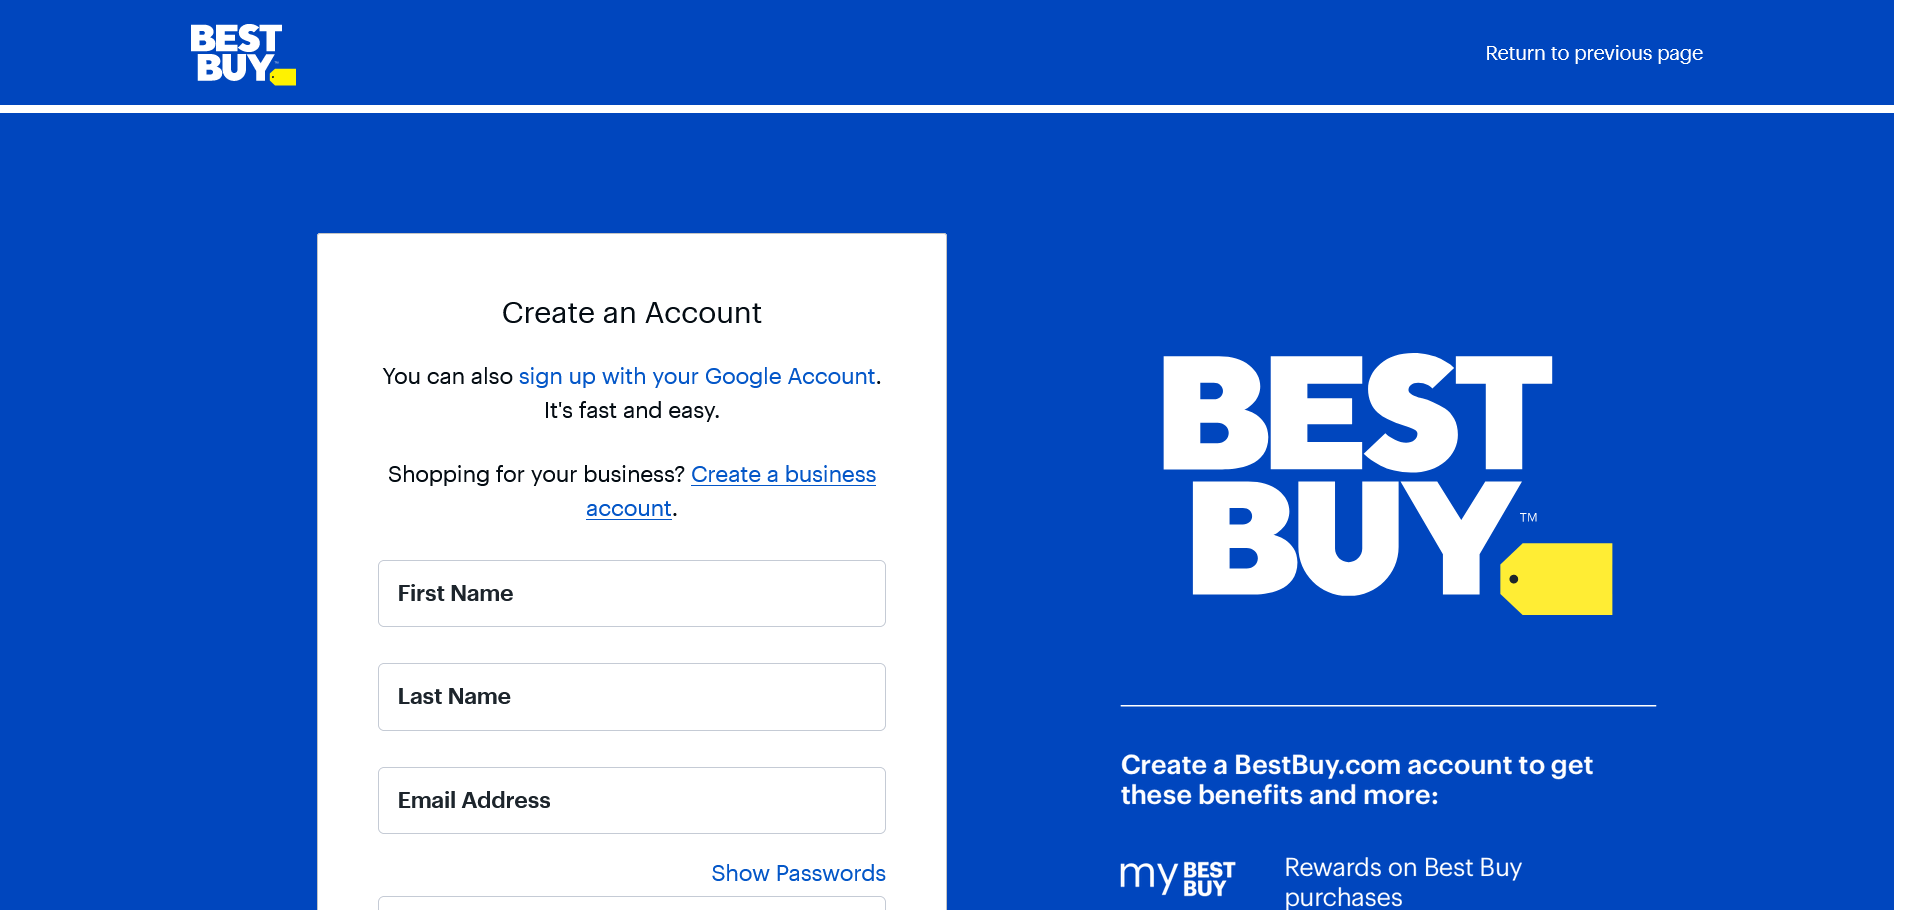 BEST
BUY
Return to previous page
Create an Account
You can also sign up with your Google Account.
It's fast and easy.
Shopping for your business? Create a business
account.
First Name
Last Name
Email Address
Show Passwords
BEST
BUY™
Create a BestBuy.com account to get
these benefits and more:
my BEST
BUY
Rewards on Best Buy
purchases